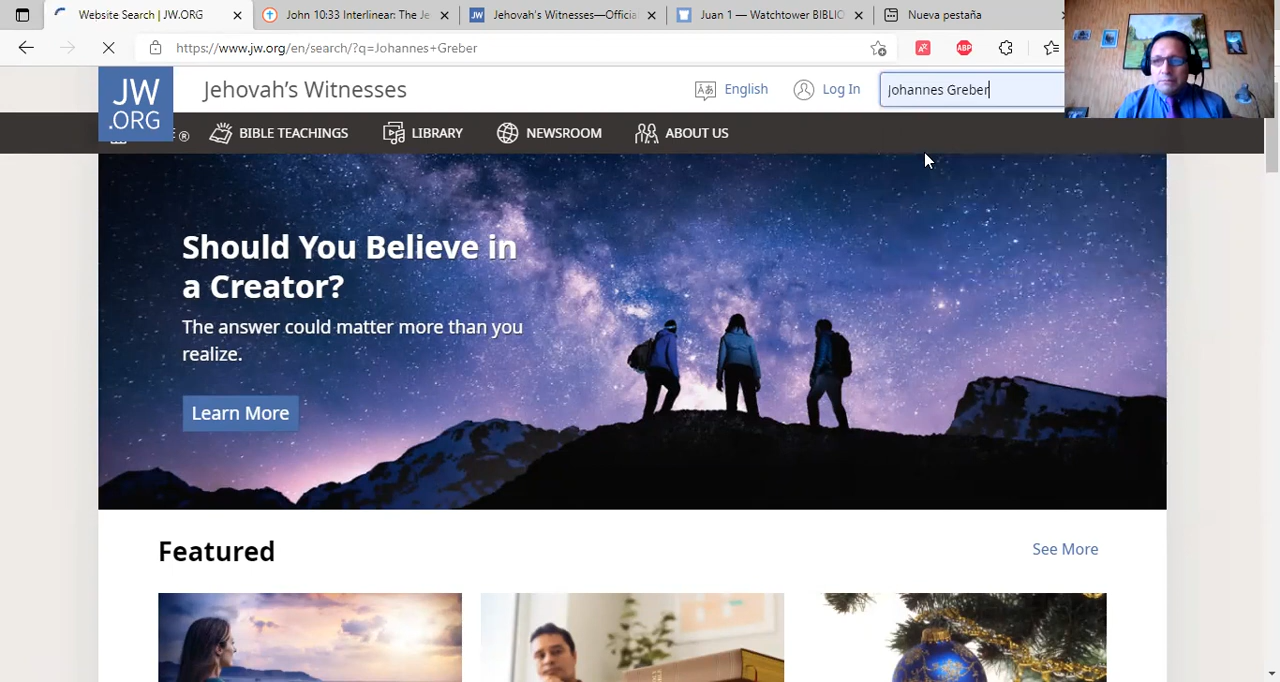 Website Search | JW.ORG
John 10:33 Interlinear: The Je
Jehovah's Witnesses—Officia
Juan 1 — Watchtower BIBLIO
Nueva pestaña
https://www.jw.org/en/search/?q=Johannes+Greber
JW
.ORG
Jehovah's Witnesses
English
Log In
Johannes Greber
BIBLE TEACHINGS
LIBRARY
NEWSROOM
ABOUT US
Should You Believe in
a Creator?
The answer could matter more than you
realize.
Learn More
Featured
See More